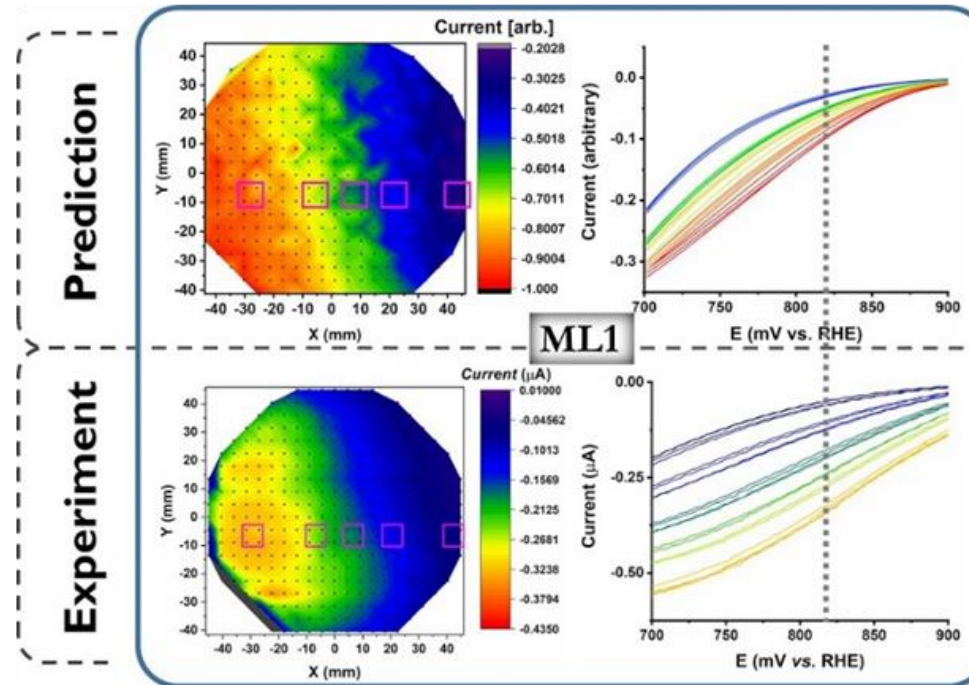 Prediction
Current [arb.]
Y (mm)
40
30
20
10
0
-10
-20
-30
-40
-40 -30 -20 -10 0 10 20 30 40
X (mm)
-0.2028
-0.3025
-0.4021
-0.5018
-0.6014
-0.7011
-0.8007
-0.9004
-1.000
Current (arbitrary)
0.0
-0.1
-0.2
-0.3
700 750 800 850 900
E (mV vs. RHE)
ML1
Experiment
Current (µA)
Y (mm)
40
30
20
10
0
-10
-20
-30
-40
-40 -30 -20 -10 0 10 20 30 40
X (mm)
0.01000
-0.04562
-0.1013
-0.1569
-0.2125
-0.2681
-0.3238
-0.3794
-0.4350
Current (µA)
0.00
-0.25
-0.50
700 750 800 850 900
E (mV vs. RHE)